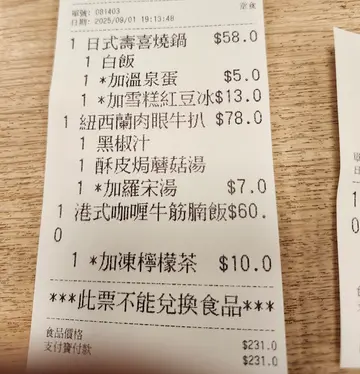 單號: 081403 堂食
日期: 2025/09/01 19:13:48
1 日式壽喜燒鍋 $58.0
1 白飯
1 *加溫泉蛋 $5.0
1 *加雪糕紅豆冰$13.0
1 紐西蘭肉眼牛扒 $78.0
1 黑椒汁
1 酥皮焗蘑菇湯
1 *加羅宋湯 $7.0
1 港式咖喱牛筋腩飯$60.
0
1 *加凍檸檬茶 $10.0
***此票不能兌換食品***
食品價格 $231.0
支付寶付款 $231.0